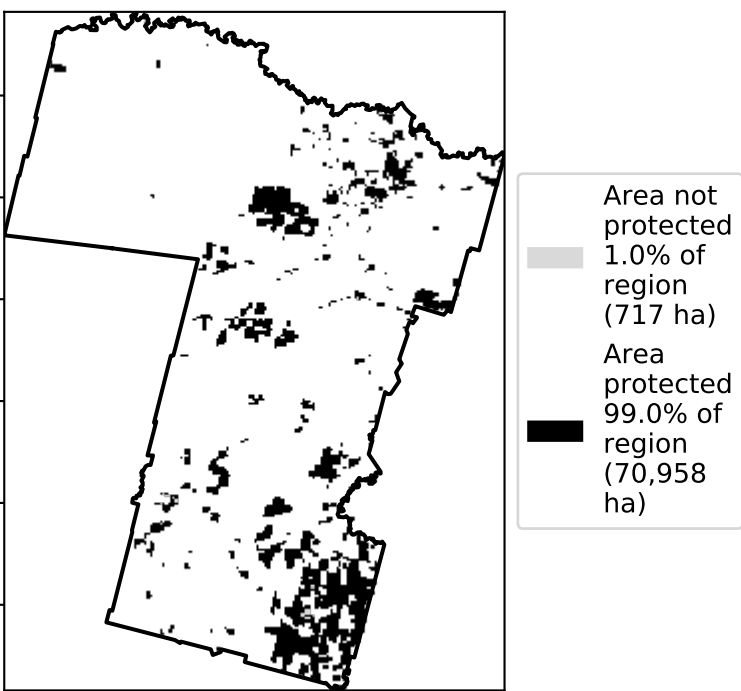 Area not
protected
1.0% of
region
(717 ha)
Area
protected
99.0% of
region
(70,958
ha)